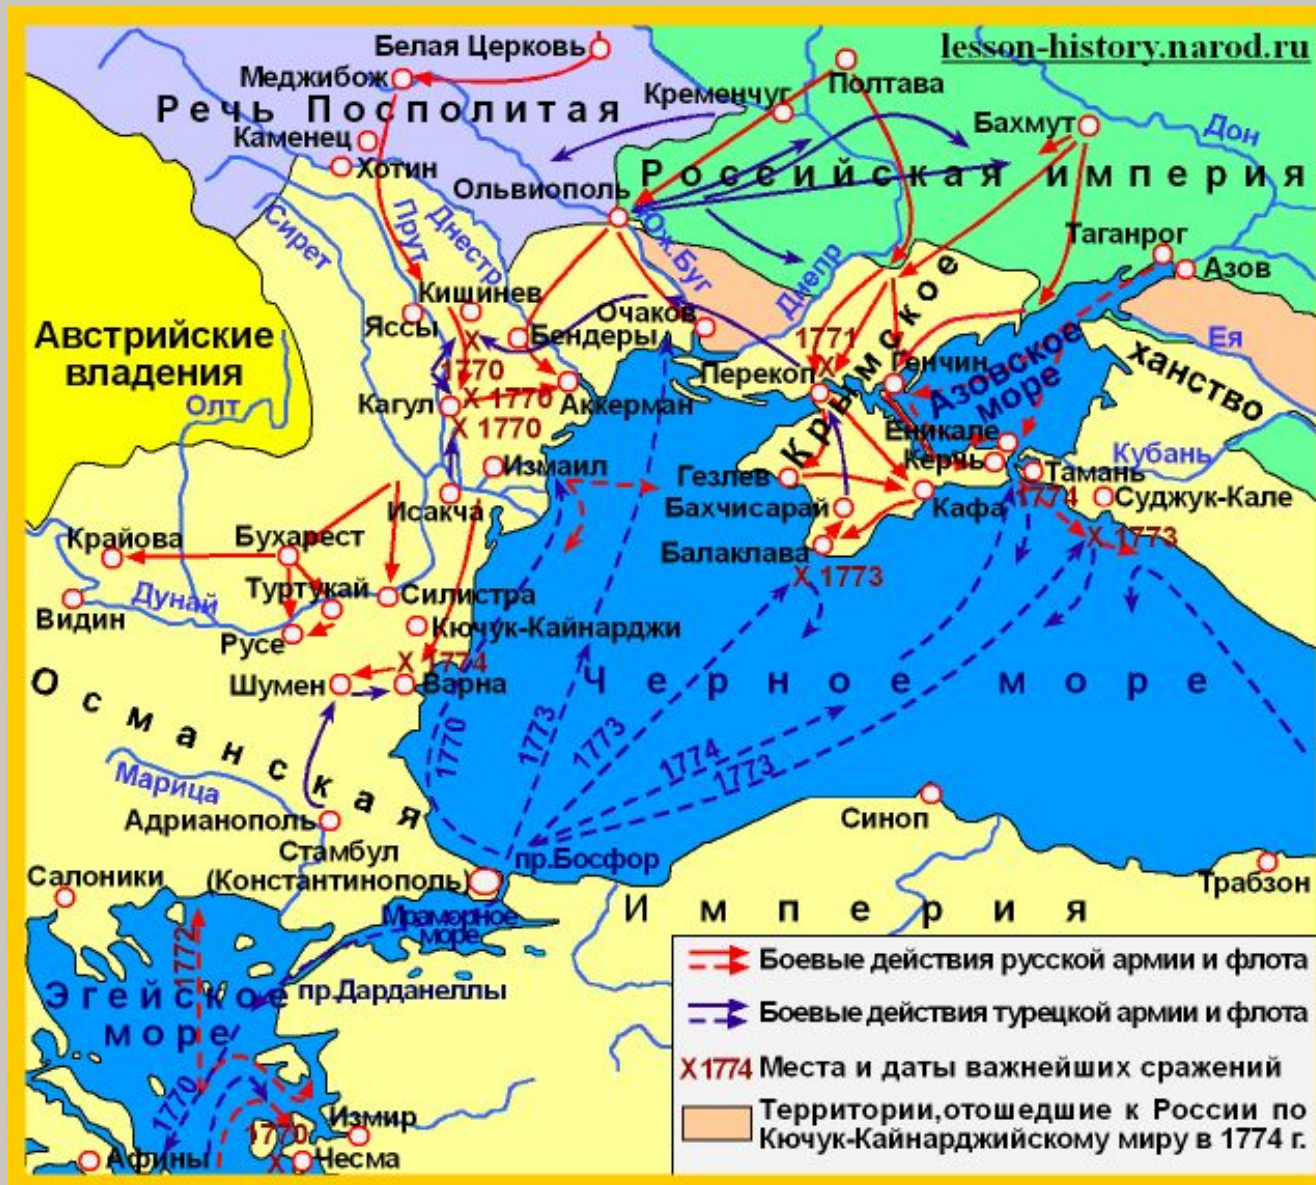 lesson-history.narod.ru
Белая Церковь
Меджибож
Полтава
Кременчуг
Речь Посполитая
Бахмут
Дон
Каменец
Хотин
Российская империя
Ольвиополь
Сирет
Прут
Днестр
Юж.Буг
Днепр
Таганрог
Азов
Кишинев
Яссы
Бендеры
Очаков
1771
Ея
Австрийские
владения
1770
Перекоп
Генчин
Крымское
ханство
Азовское
море
Олт
Кагул
1770
Аккерман
1770
Еникале
Керчь
Кубань
Измаил
Гезлев
Тамань
1774
Суджук-Кале
Исакча
Бахчисарай
Кафа
Крайова
Бухарест
Балаклава
1773
1773
Дунай
Туртукай
Силистра
Видин
Русе
Кючук-Кайнарджи
1774
Шумен
Варна
Черное море
Османская
1770
1773
1773
1774
1773
Марица
Адрианополь
Синоп
Стамбул
(Константинополь)
пр.Босфор
Салоники
Трабзон
Мраморное
море
Империя
1772
Эгейское
море
пр.Дарданеллы
1770
Измир
1770
Афины
Чесма
Боевые действия русской армии и флота
Боевые действия турецкой армии и флота
X 1774 Места и даты важнейших сражений
Территории,отошедшие к России по
Кючук-Кайнарджийскому миру в 1774 г.